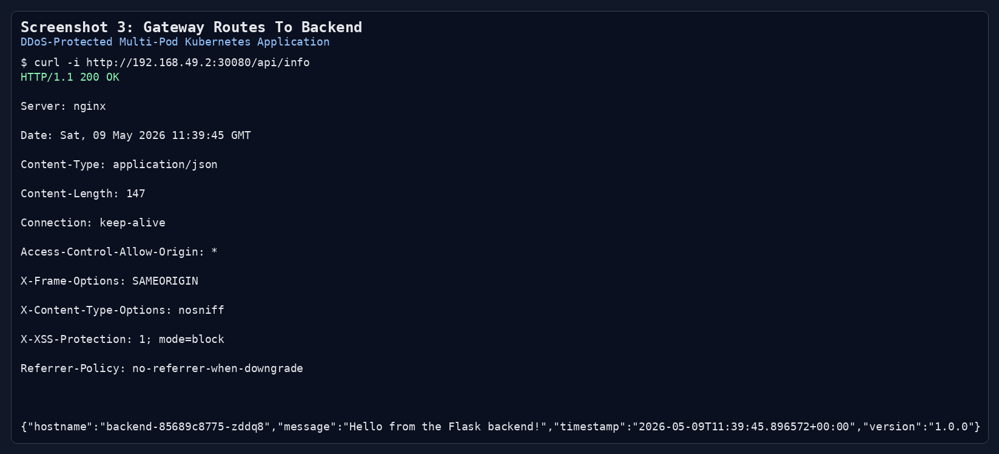 Screenshot 3: Gateway Routes To Backend
DDoS-Protected Multi-Pod Kubernetes Application
$ curl -i http://192.168.49.2:30080/api/info
HTTP/1.1 200 OK
Server: nginx
Date: Sat, 09 May 2026 11:39:45 GMT
Content-Type: application/json
Content-Length: 147
Connection: keep-alive
Access-Control-Allow-Origin: *
X-Frame-Options: SAMEORIGIN
X-Content-Type-Options: nosniff
X-XSS-Protection: 1; mode=block
Referrer-Policy: no-referrer-when-downgrade
{"hostname":"backend-85689c8775-zddq8","message":"Hello from the Flask backend!","timestamp":"2026-05-09T11:39:45.896572+00:00","version":"1.0.0"}